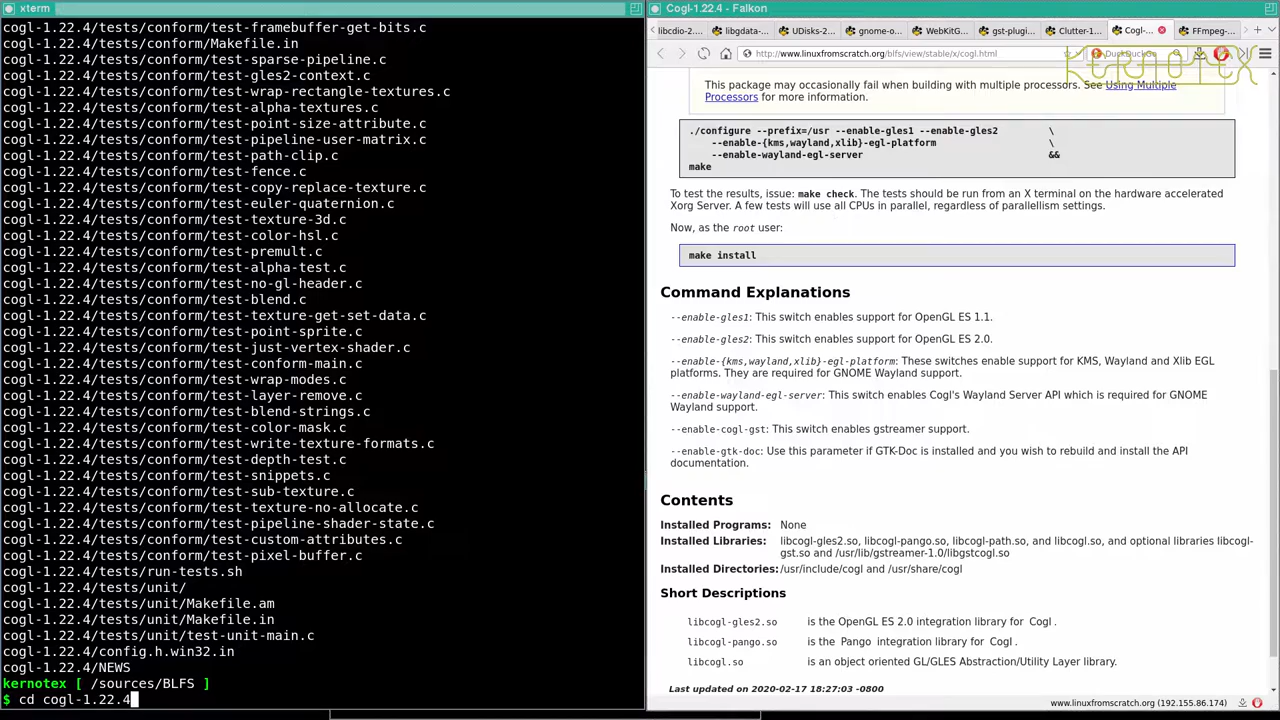 xterm
cogl-1.22.4/tests/conform/test-framebuffer-get-bits.c
cogl-1.22.4/tests/conform/Makefile.in
cogl-1.22.4/tests/conform/test-sparse-pipeline.c
cogl-1.22.4/tests/conform/test-gles2-context.c
cogl-1.22.4/tests/conform/test-wrap-rectangle-textures.c
cogl-1.22.4/tests/conform/test-alpha-textures.c
cogl-1.22.4/tests/conform/test-point-size-attribute.c
cogl-1.22.4/tests/conform/test-pipeline-user-matrix.c
cogl-1.22.4/tests/conform/test-path-clip.c
cogl-1.22.4/tests/conform/test-fence.c
cogl-1.22.4/tests/conform/test-copy-replace-texture.c
cogl-1.22.4/tests/conform/test-euler-quaternion.c
cogl-1.22.4/tests/conform/test-texture-3d.c
cogl-1.22.4/tests/conform/test-color-hsl.c
cogl-1.22.4/tests/conform/test-premult.c
cogl-1.22.4/tests/conform/test-alpha-test.c
cogl-1.22.4/tests/conform/test-no-gl-header.c
cogl-1.22.4/tests/conform/test-blend.c
cogl-1.22.4/tests/conform/test-texture-get-set-data.c
cogl-1.22.4/tests/conform/test-point-sprite.c
cogl-1.22.4/tests/conform/test-just-vertex-shader.c
cogl-1.22.4/tests/conform/test-conform-main.c
cogl-1.22.4/tests/conform/test-wrap-modes.c
cogl-1.22.4/tests/conform/test-layer-remove.c
cogl-1.22.4/tests/conform/test-blend-strings.c
cogl-1.22.4/tests/conform/test-color-mask.c
cogl-1.22.4/tests/conform/test-write-texture-formats.c
cogl-1.22.4/tests/conform/test-depth-test.c
cogl-1.22.4/tests/conform/test-snippets.c
cogl-1.22.4/tests/conform/test-sub-texture.c
cogl-1.22.4/tests/conform/test-texture-no-allocate.c
cogl-1.22.4/tests/conform/test-pipeline-shader-state.c
cogl-1.22.4/tests/conform/test-custom-attributes.c
cogl-1.22.4/tests/conform/test-pixel-buffer.c
cogl-1.22.4/tests/run-tests.sh
cogl-1.22.4/tests/unit/
cogl-1.22.4/tests/unit/Makefile.am
cogl-1.22.4/tests/unit/Makefile.in
cogl-1.22.4/tests/unit/test-unit-main.c
cogl-1.22.4/config.h.win32.in
cogl-1.22.4/NEWS
kernotex [ /sources/BLFS ]
$ cd cogl-1.22.4
Cogl-1.22.4 - Falkon
libcdio-2.... libgdata-... UDisks-2... gnome-o... WebKitG... gst-plugi... Clutter-1... Cogl-... FFmpeg-...
http://www.linuxfromscratch.org/blfs/view/stable/x/cogl.html DuckDuckGo
KERNOTEX
This package may occasionally fail when building with multiple processors. See Using Multiple
Processors for more information.
./configure --prefix=/usr --enable-gles1 --enable-gles2 \
--enable-{kms,wayland,xlib}-egl-platform \
--enable-wayland-egl-server &&
make
To test the results, issue: make check. The tests should be run from an X terminal on the hardware accelerated
Xorg Server. A few tests will use all CPUs in parallel, regardless of parallellism settings.
Now, as the root user:
make install
Command Explanations
--enable-gles1: This switch enables support for OpenGL ES 1.1.
--enable-gles2: This switch enables support for OpenGL ES 2.0.
--enable-{kms,wayland,xlib}-egl-platform: These switches enable support for KMS, Wayland and Xlib EGL
platforms. They are required for GNOME Wayland support.
--enable-wayland-egl-server: This switch enables Cogl's Wayland Server API which is required for GNOME
Wayland support.
--enable-cogl-gst: This switch enables gstreamer support.
--enable-gtk-doc: Use this parameter if GTK-Doc is installed and you wish to rebuild and install the API
documentation.
Contents
Installed Programs: None
Installed Libraries: libcogl-gles2.so, libcogl-pango.so, libcogl-path.so, and libcogl.so, and optional libraries libcogl-
gst.so and /usr/lib/gstreamer-1.0/libgstcogl.so
Installed Directories: /usr/include/cogl and /usr/share/cogl
Short Descriptions
libcogl-gles2.so is the OpenGL ES 2.0 integration library for Cogl .
libcogl-pango.so is the Pango integration library for Cogl .
libcogl.so is an object oriented GL/GLES Abstraction/Utility Layer library.
Last updated on 2020-02-17 18:27:03 -0800
www.linuxfromscratch.org (192.155.86.174)